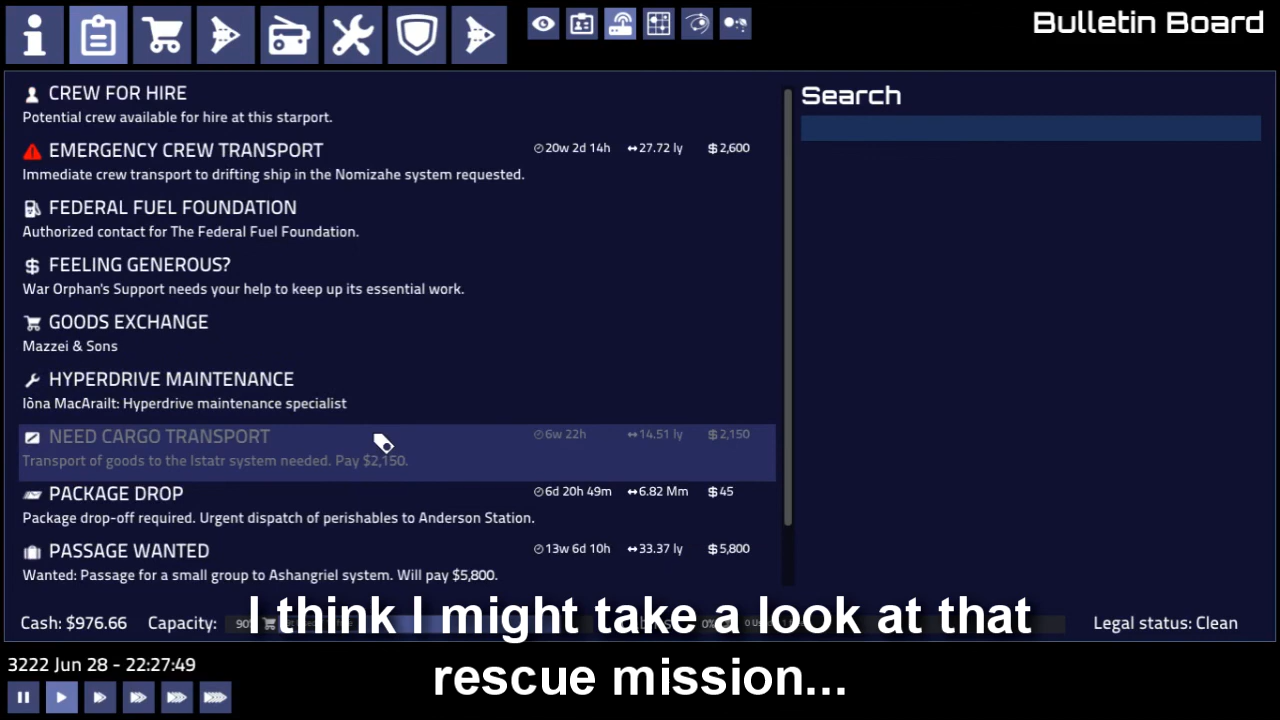 Bulletin Board
CREW FOR HIRE
Potential crew available for hire at this starport.
EMERGENCY CREW TRANSPORT 20w 2d 14h 27.72 ly $2,600
Immediate crew transport to drifting ship in the Nomizahe system requested.
FEDERAL FUEL FOUNDATION
Authorized contact for The Federal Fuel Foundation.
FEELING GENEROUS?
War Orphan's Support needs your help to keep up its essential work.
GOODS EXCHANGE
Mazzei & Sons
HYPERDRIVE MAINTENANCE
Iòna MacArailt: Hyperdrive maintenance specialist
NEED CARGO TRANSPORT 6w 22h 14.51 ly $2,150
Transport of goods to the Istatr system needed. Pay $2,150.
PACKAGE DROP 6d 20h 49m 6.82 Mm $45
Package drop-off required. Urgent dispatch of perishables to Anderson Station.
PASSAGE WANTED 13w 6d 10h 33.37 ly $5,800
Wanted: Passage for a small group to Ashangriel system. Will pay $5,800.
Search
Cash: $976.66 Capacity: Legal status: Clean
I think I might take a look at that
rescue mission...
3222 Jun 28 - 22:27:49